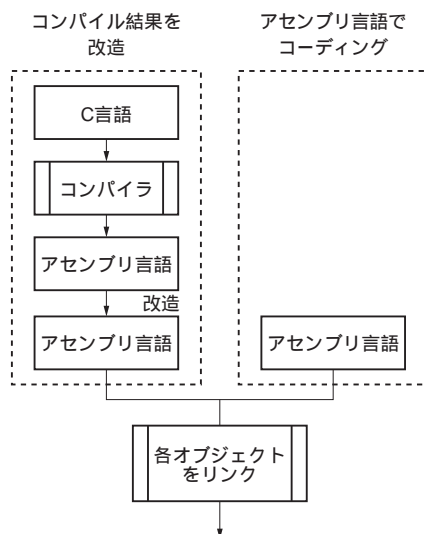 コンパイル結果を
改造
アセンブリ言語で
コーディング
C言語
コンパイラ
アセンブリ言語
改造
アセンブリ言語
アセンブリ言語
各オブジェクト
をリンク